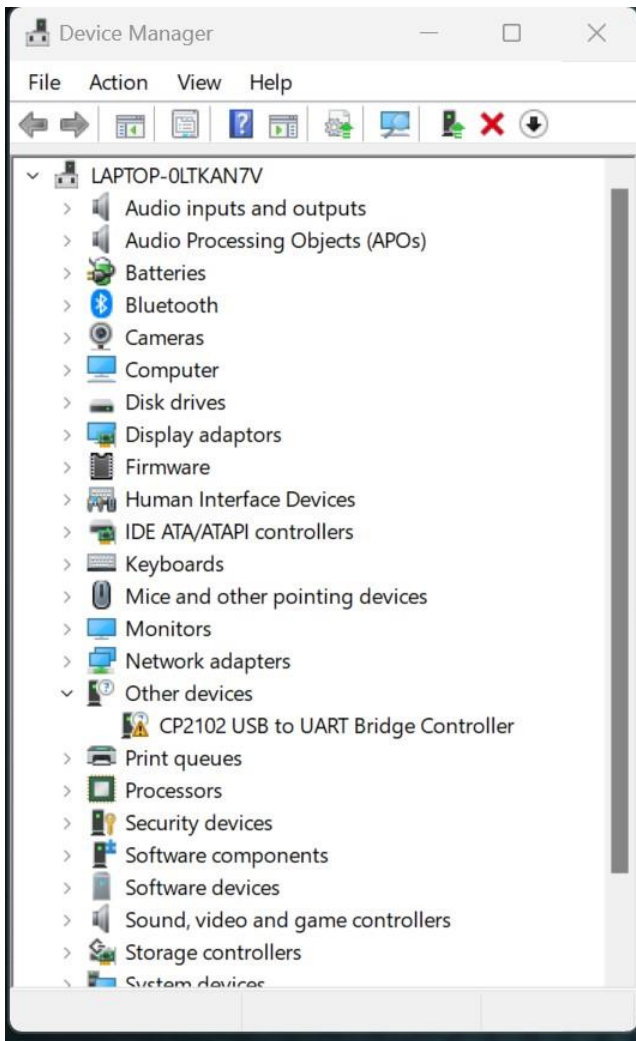 Device Manager
File Action View Help
LAPTOP-0LTKAN7V
Audio inputs and outputs
Audio Processing Objects (APOs)
Batteries
Bluetooth
Cameras
Computer
Disk drives
Display adaptors
Firmware
Human Interface Devices
IDE ATA/ATAPI controllers
Keyboards
Mice and other pointing devices
Monitors
Network adapters
Other devices
CP2102 USB to UART Bridge Controller
Print queues
Processors
Security devices
Software components
Software devices
Sound, video and game controllers
Storage controllers
System devices